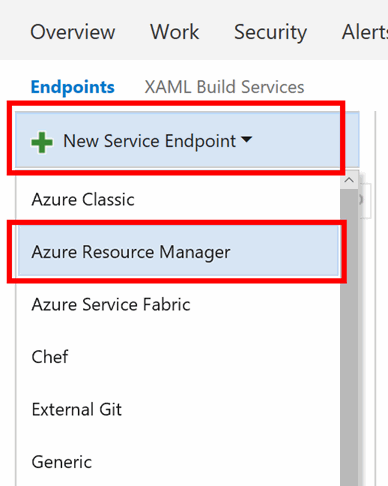 Overview Work Security Alerts
Endpoints XAML Build Services
New Service Endpoint
Azure Classic
Azure Resource Manager
Azure Service Fabric
Chef
External Git
Generic